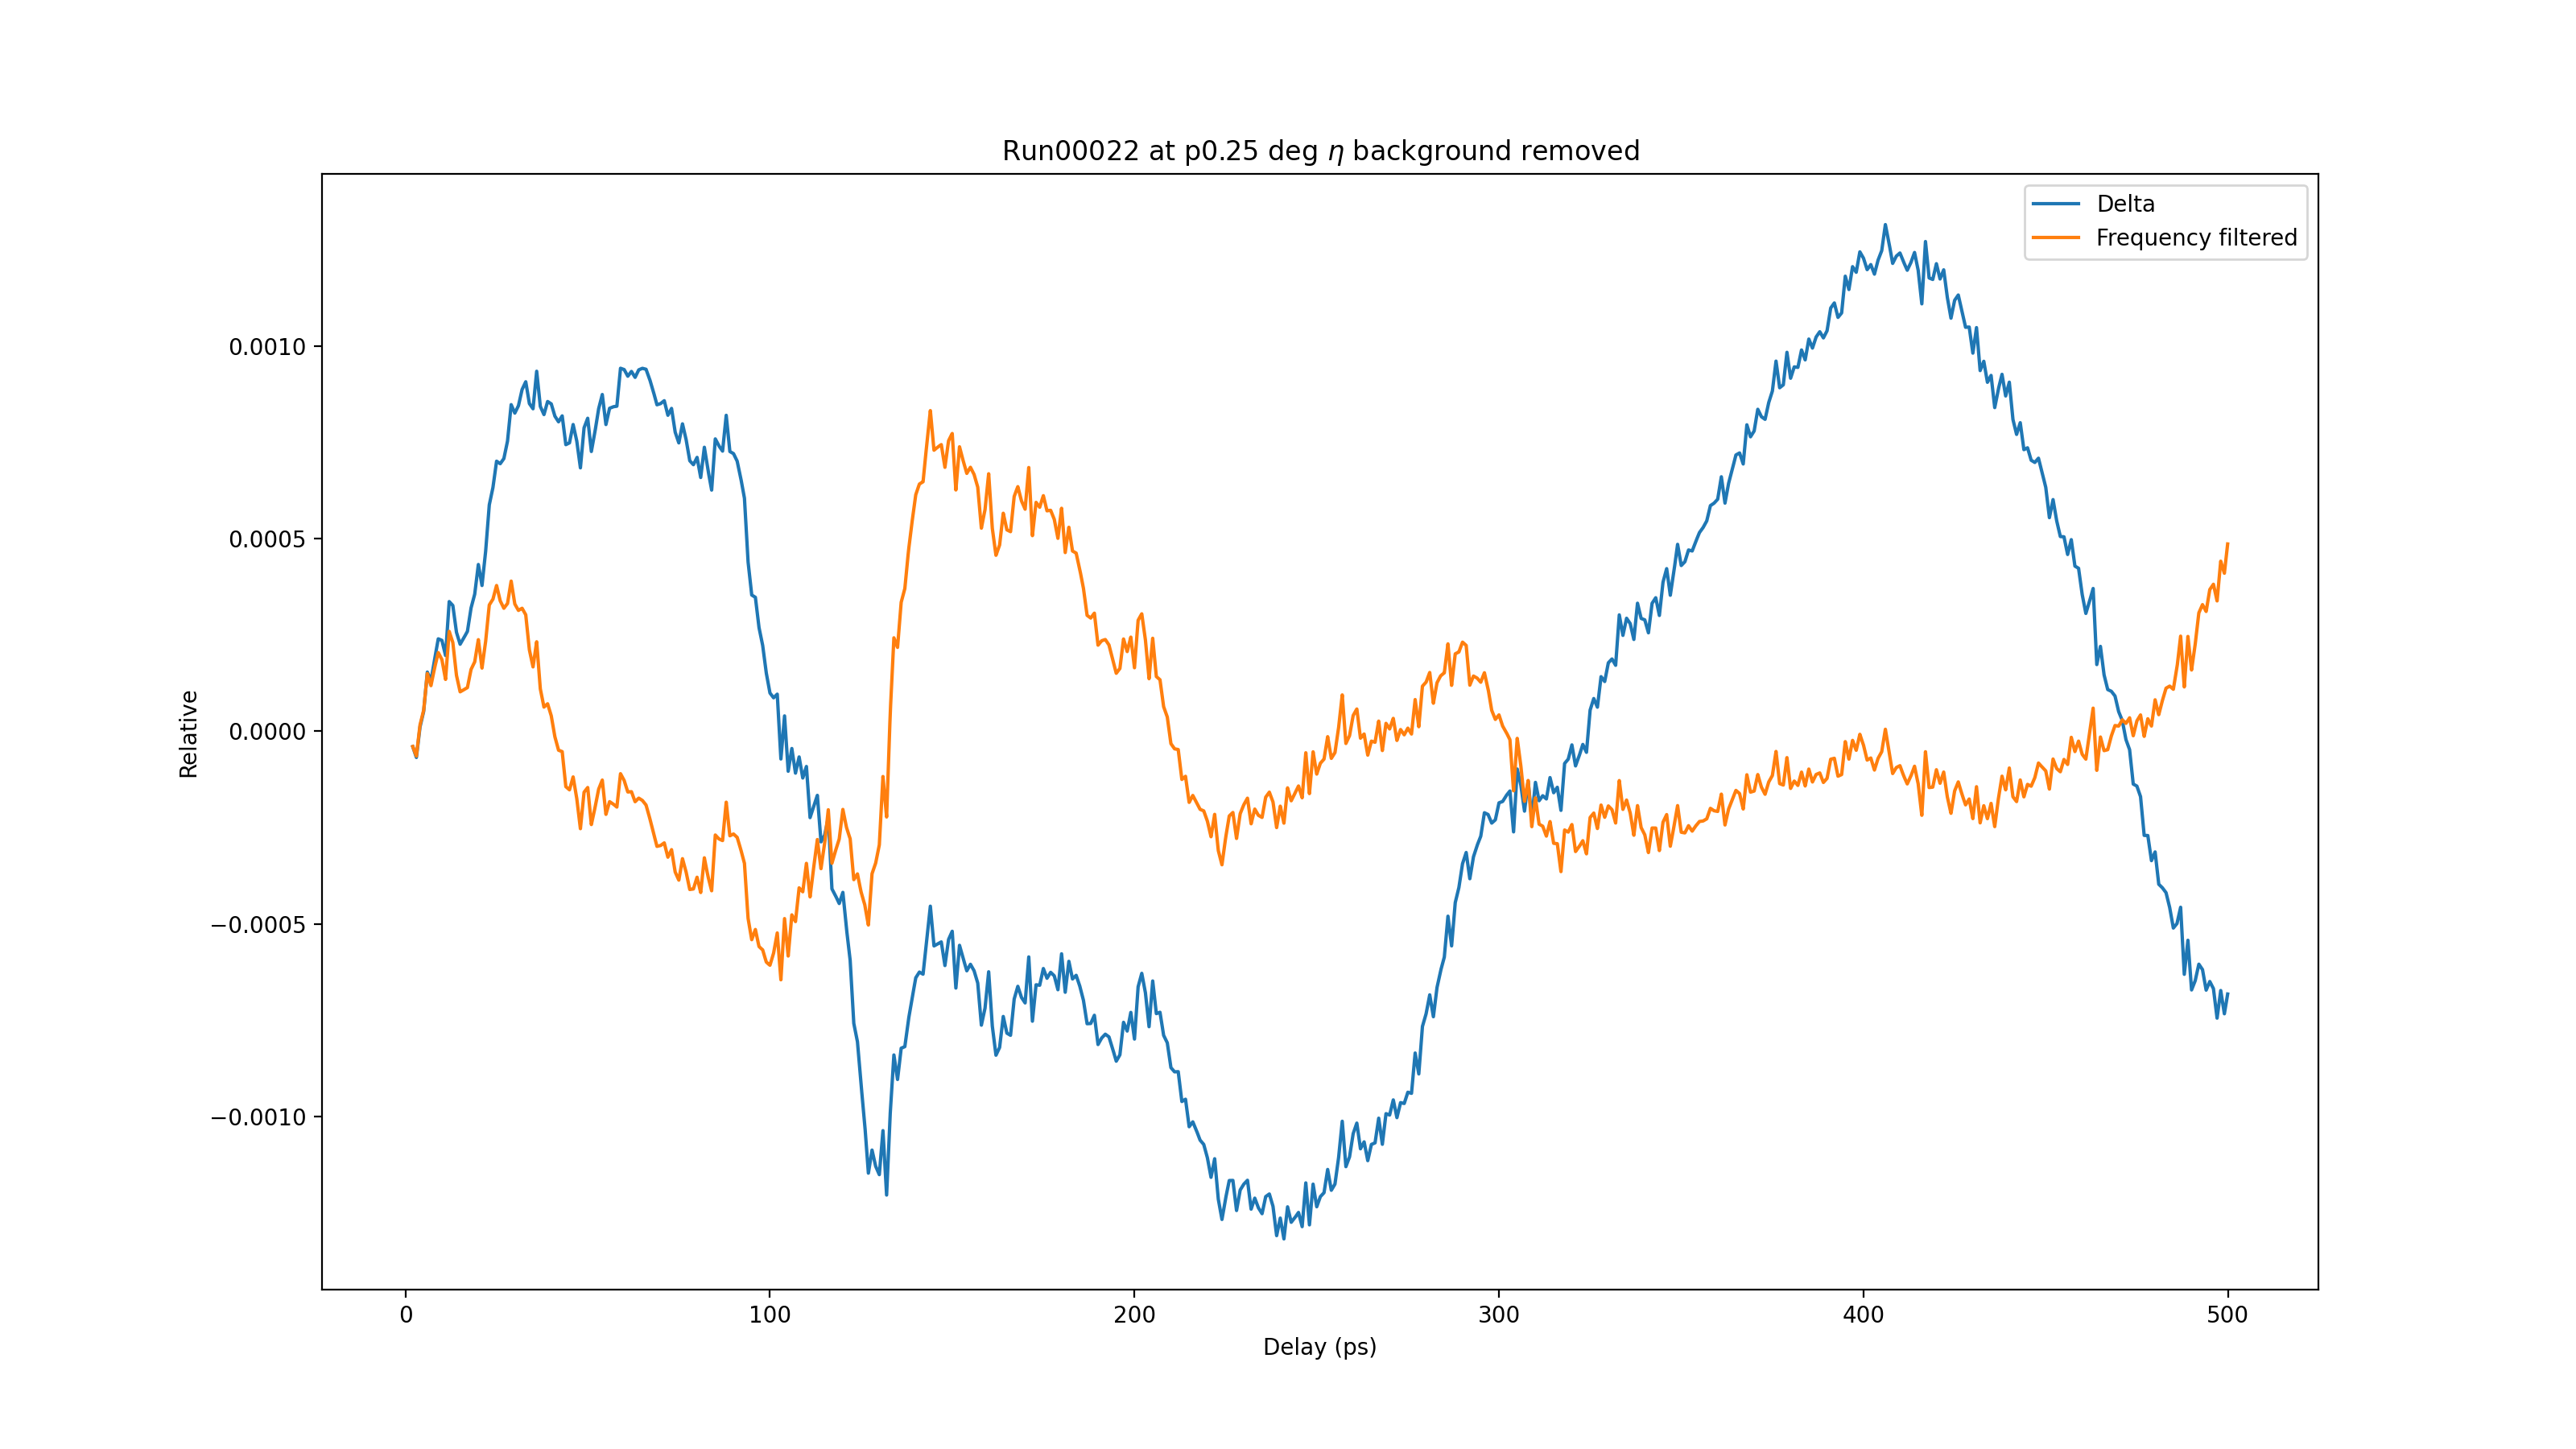 Run00022 at p0.25 deg η background removed
Delta
Frequency filtered
0.0010
0.0005
0.0000
−0.0005
−0.0010
Relative
0 100 200 300 400 500
Delay (ps)